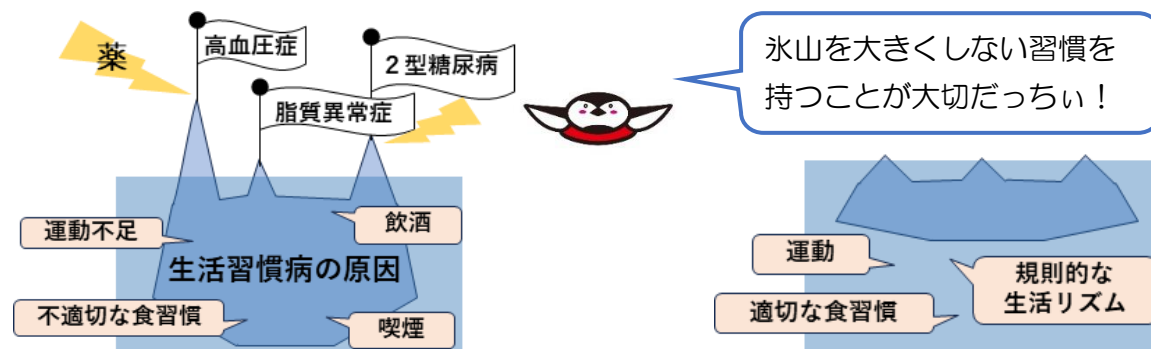 薬
高血圧症
2型糖尿病
脂質異常症
運動不足
飲酒
生活習慣病の原因
不適切な食習慣
喫煙
氷山を大きくしない習慣を
持つことが大切だっちぃ！
運動
規則的な
生活リズム
適切な食習慣